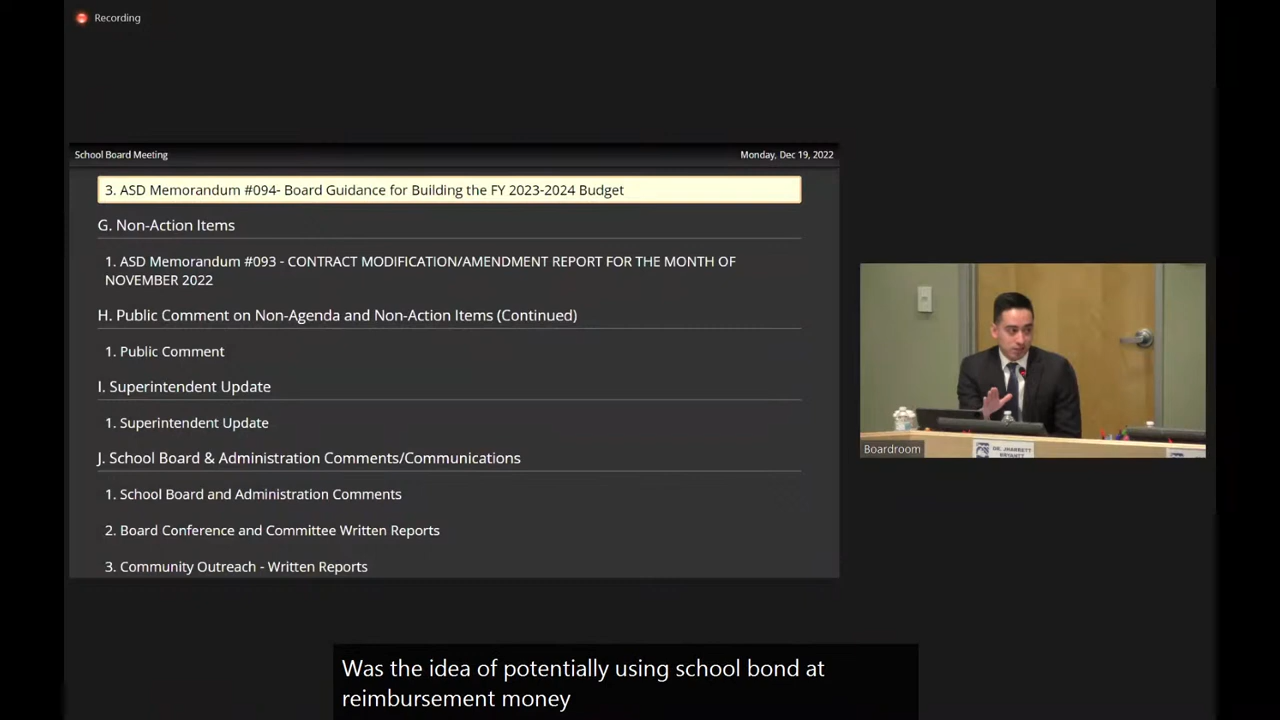 Recording
School Board Meeting
Monday, Dec 19, 2022
3. ASD Memorandum #094- Board Guidance for Building the FY 2023-2024 Budget
G. Non-Action Items
1. ASD Memorandum #093 - CONTRACT MODIFICATION/AMENDMENT REPORT FOR THE MONTH OF
NOVEMBER 2022
H. Public Comment on Non-Agenda and Non-Action Items (Continued)
1. Public Comment
I. Superintendent Update
1. Superintendent Update
J. School Board & Administration Comments/Communications
1. School Board and Administration Comments
2. Board Conference and Committee Written Reports
3. Community Outreach - Written Reports
DR. JHARRETT
BRYANTT
Boardroom
Was the idea of potentially using school bond at
reimbursement money